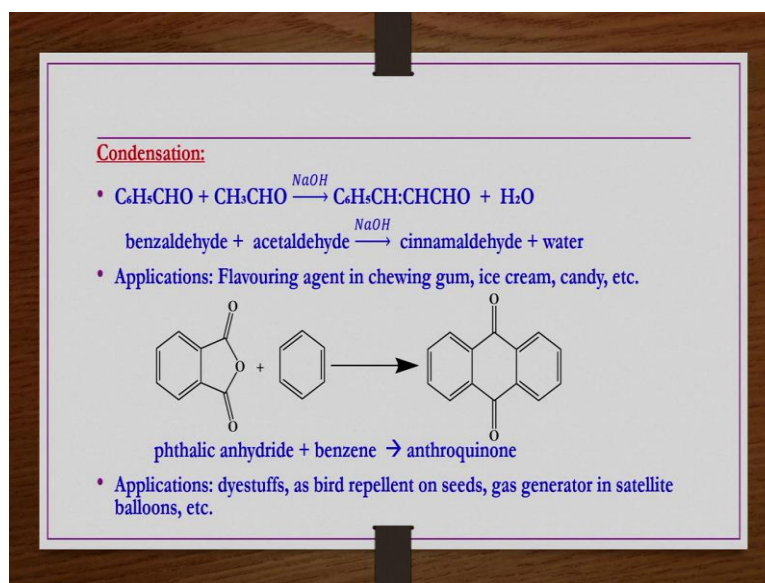 Condensation:
• C₆H₅CHO + CH₃CHO NaOH ⟶ C₆H₅CH:CHCHO + H₂O
benzaldehyde + acetaldehyde NaOH ⟶ cinnamaldehyde + water
• Applications: Flavouring agent in chewing gum, ice cream, candy, etc.
O
O
O + ⟶
O
O
phthalic anhydride + benzene → anthroquinone
• Applications: dyestuffs, as bird repellent on seeds, gas generator in satellite
balloons, etc.